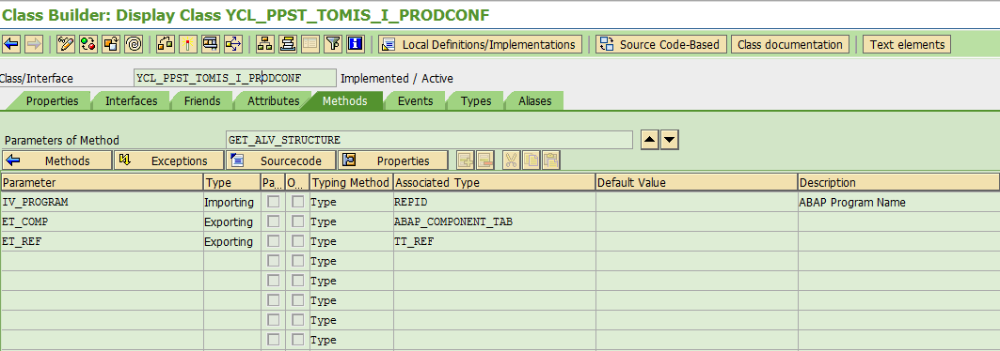 Class Builder: Display Class YCL_PPST_TOMIS_I_PRODCONF
Local Definitions/Implementations Source Code-Based Class documentation Text elements
Class/Interface YCL_PPST_TOMIS_I_PRODCONF Implemented / Active
Properties Interfaces Friends Attributes Methods Events Types Aliases
Parameters of Method GET_ALV_STRUCTURE
Methods Exceptions Sourcecode Properties
Parameter Type Pa... O... Typing Method Associated Type Default Value Description
IV_PROGRAM Importing Type REPID ABAP Program Name
ET_COMP Exporting Type ABAP_COMPONENT_TAB
ET_REF Exporting Type TT_REF
Type
Type
Type
Type
Type